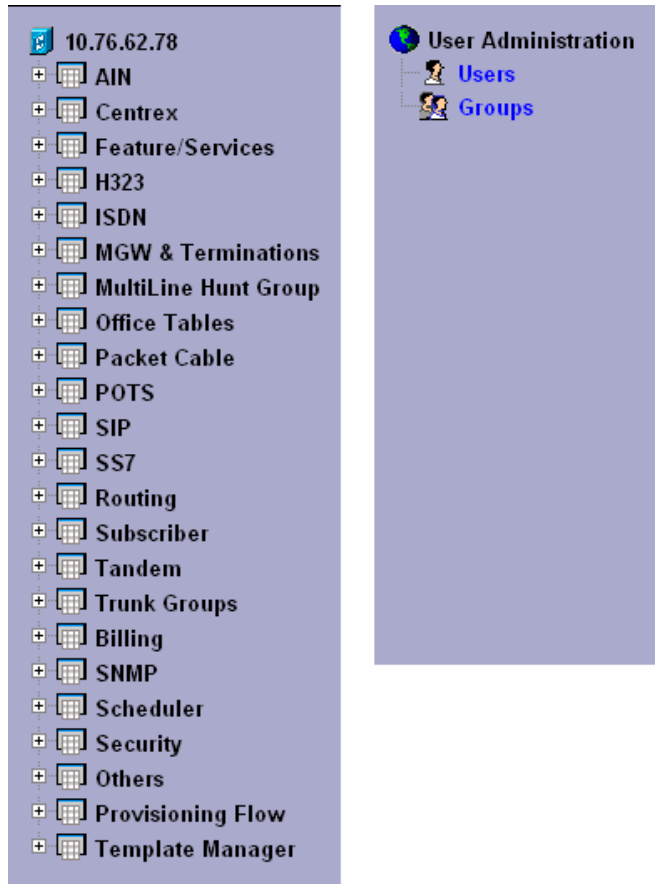 10.76.62.78
AIN
Centrex
Feature/Services
H323
ISDN
MGW & Terminations
MultiLine Hunt Group
Office Tables
Packet Cable
POTS
SIP
SS7
Routing
Subscriber
Tandem
Trunk Groups
Billing
SNMP
Scheduler
Security
Others
Provisioning Flow
Template Manager
User Administration
Users
Groups